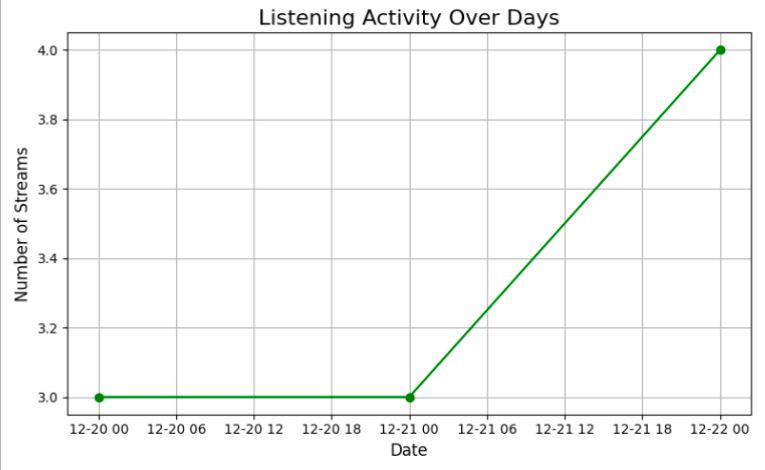 Listening Activity Over Days
4.0
3.8
3.6
3.4
3.2
3.0
Number of Streams
12-20 00 12-20 06 12-20 12 12-20 18 12-21 00 12-21 06 12-21 12 12-21 18 12-22 00
Date